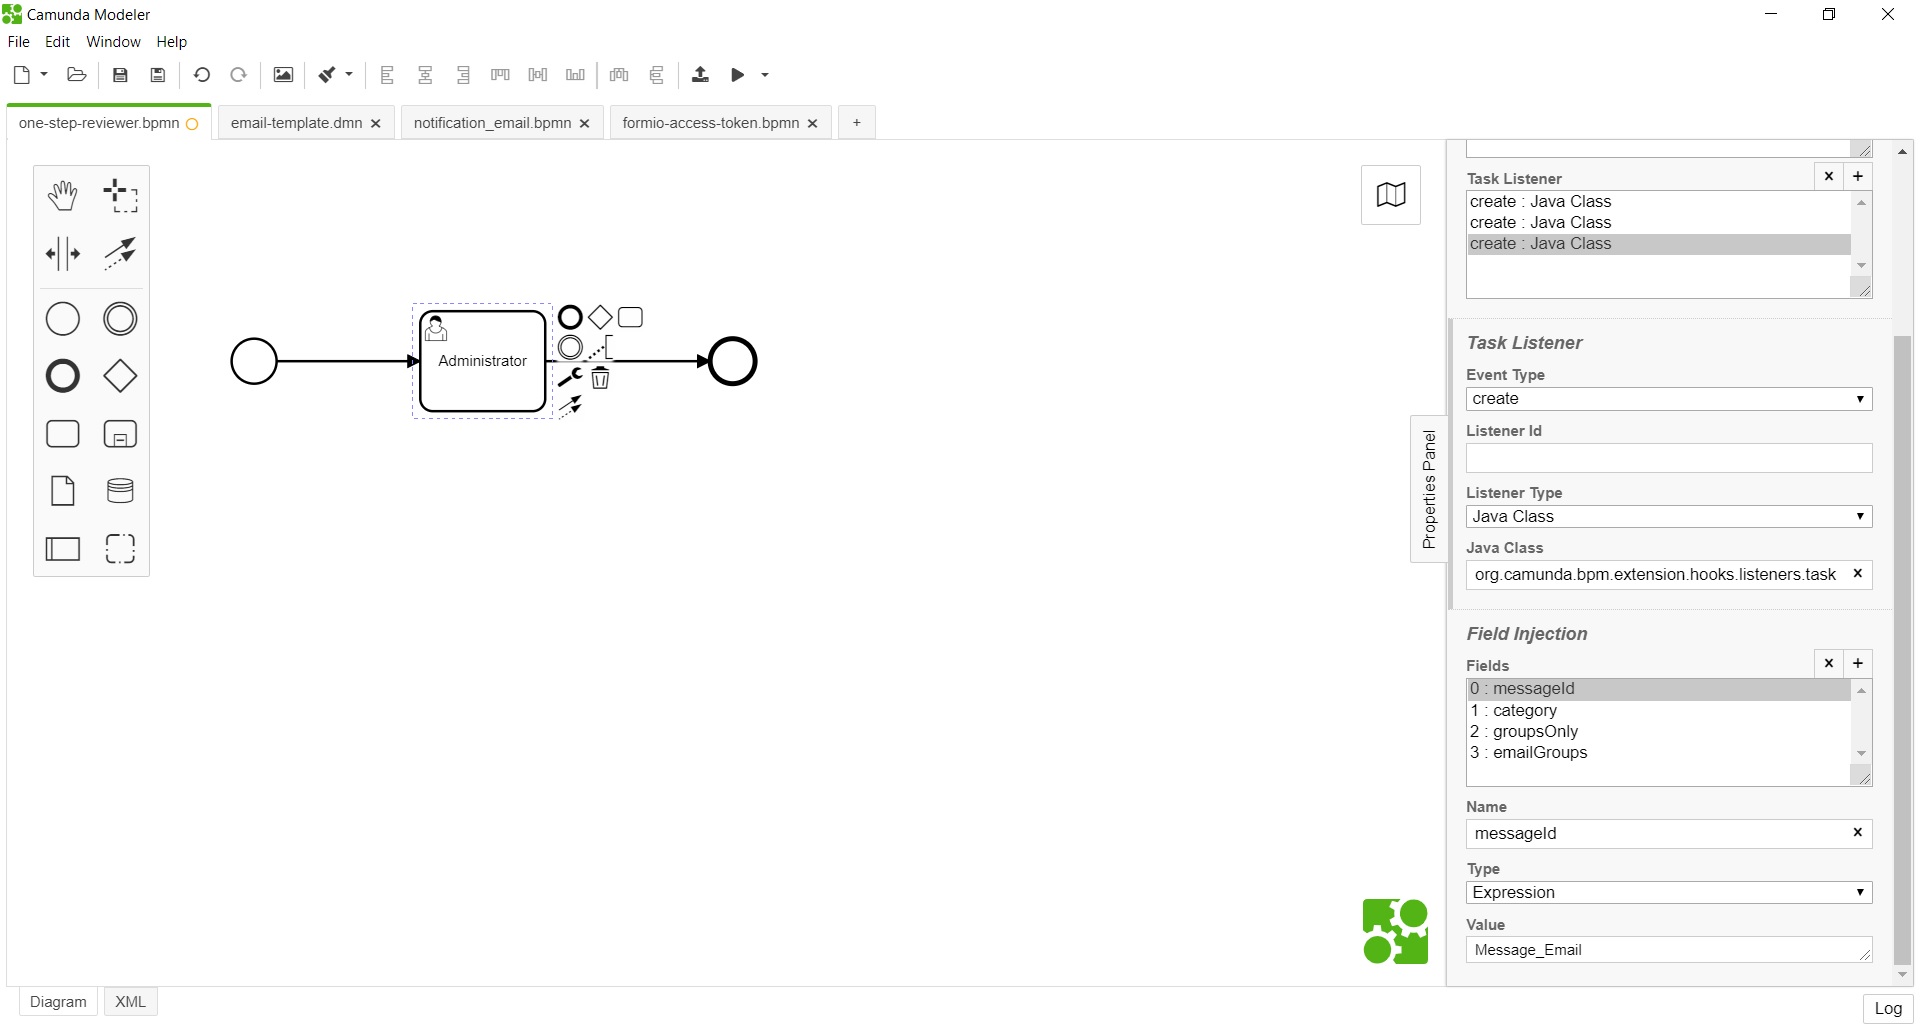 Camunda Modeler
File Edit Window Help
one-step-reviewer.bpmn email-template.dmn notification_email.bpmn formio-access-token.bpmn +
Administrator
Properties Panel
Task Listener
create : Java Class
create : Java Class
create : Java Class
Task Listener
Event Type
create
Listener Id
Listener Type
Java Class
Java Class
org.camunda.bpm.extension.hooks.listeners.task
Field Injection
Fields
0 : messageId
1 : category
2 : groupsOnly
3 : emailGroups
Name
messageId
Type
Expression
Value
Message_Email
Diagram XML
Log